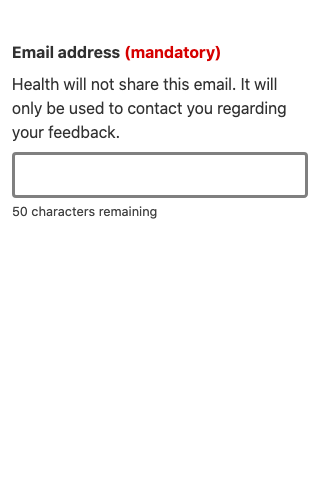 Email address (mandatory)
Health will not share this email. It will
only be used to contact you regarding
your feedback.
50 characters remaining